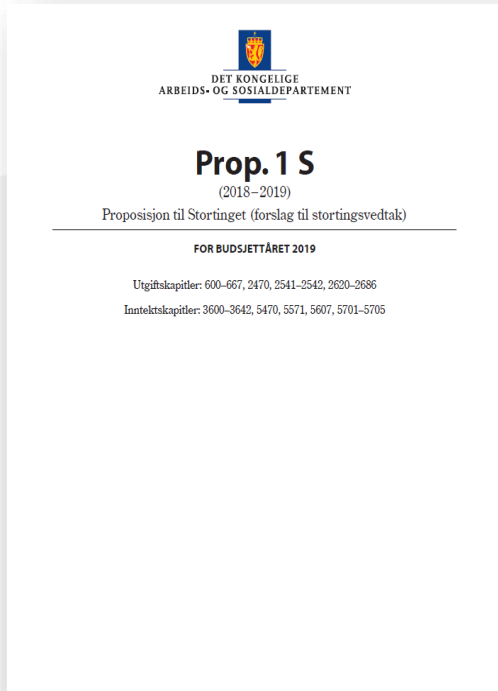 DET KONGELIGE
ARBEIDS- OG SOSIALDEPARTEMENT
Prop. 1 S
(2018–2019)
Proposisjon til Stortinget (forslag til stortingsvedtak)
FOR BUDSJETTÅRET 2019
Utgiftskapitler: 600–667, 2470, 2541–2542, 2620–2686
Inntektskapitler: 3600–3642, 5470, 5571, 5607, 5701–5705